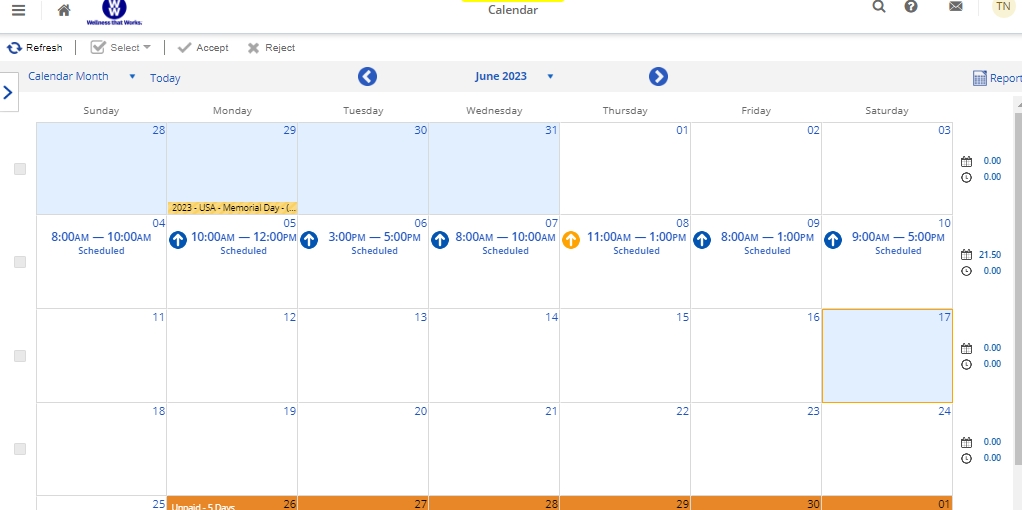 WW
Wellness that Works.
Calendar
TN
Refresh Select Accept Reject
Calendar Month Today June 2023 Report
Sunday Monday Tuesday Wednesday Thursday Friday Saturday
28 29 30 31 01 02 03
0.00
0.00
2023 - USA - Memorial Day - (...
04 05 06 07 08 09 10
8:00AM — 10:00AM 10:00AM — 12:00PM 3:00PM — 5:00PM 8:00AM — 10:00AM 11:00AM — 1:00PM 8:00AM — 1:00PM 9:00AM — 5:00PM
Scheduled Scheduled Scheduled Scheduled Scheduled Scheduled Scheduled
21.50
0.00
11 12 13 14 15 16 17
0.00
0.00
18 19 20 21 22 23 24
0.00
0.00
25 26 27 28 29 30 01
Unpaid - 5 Days